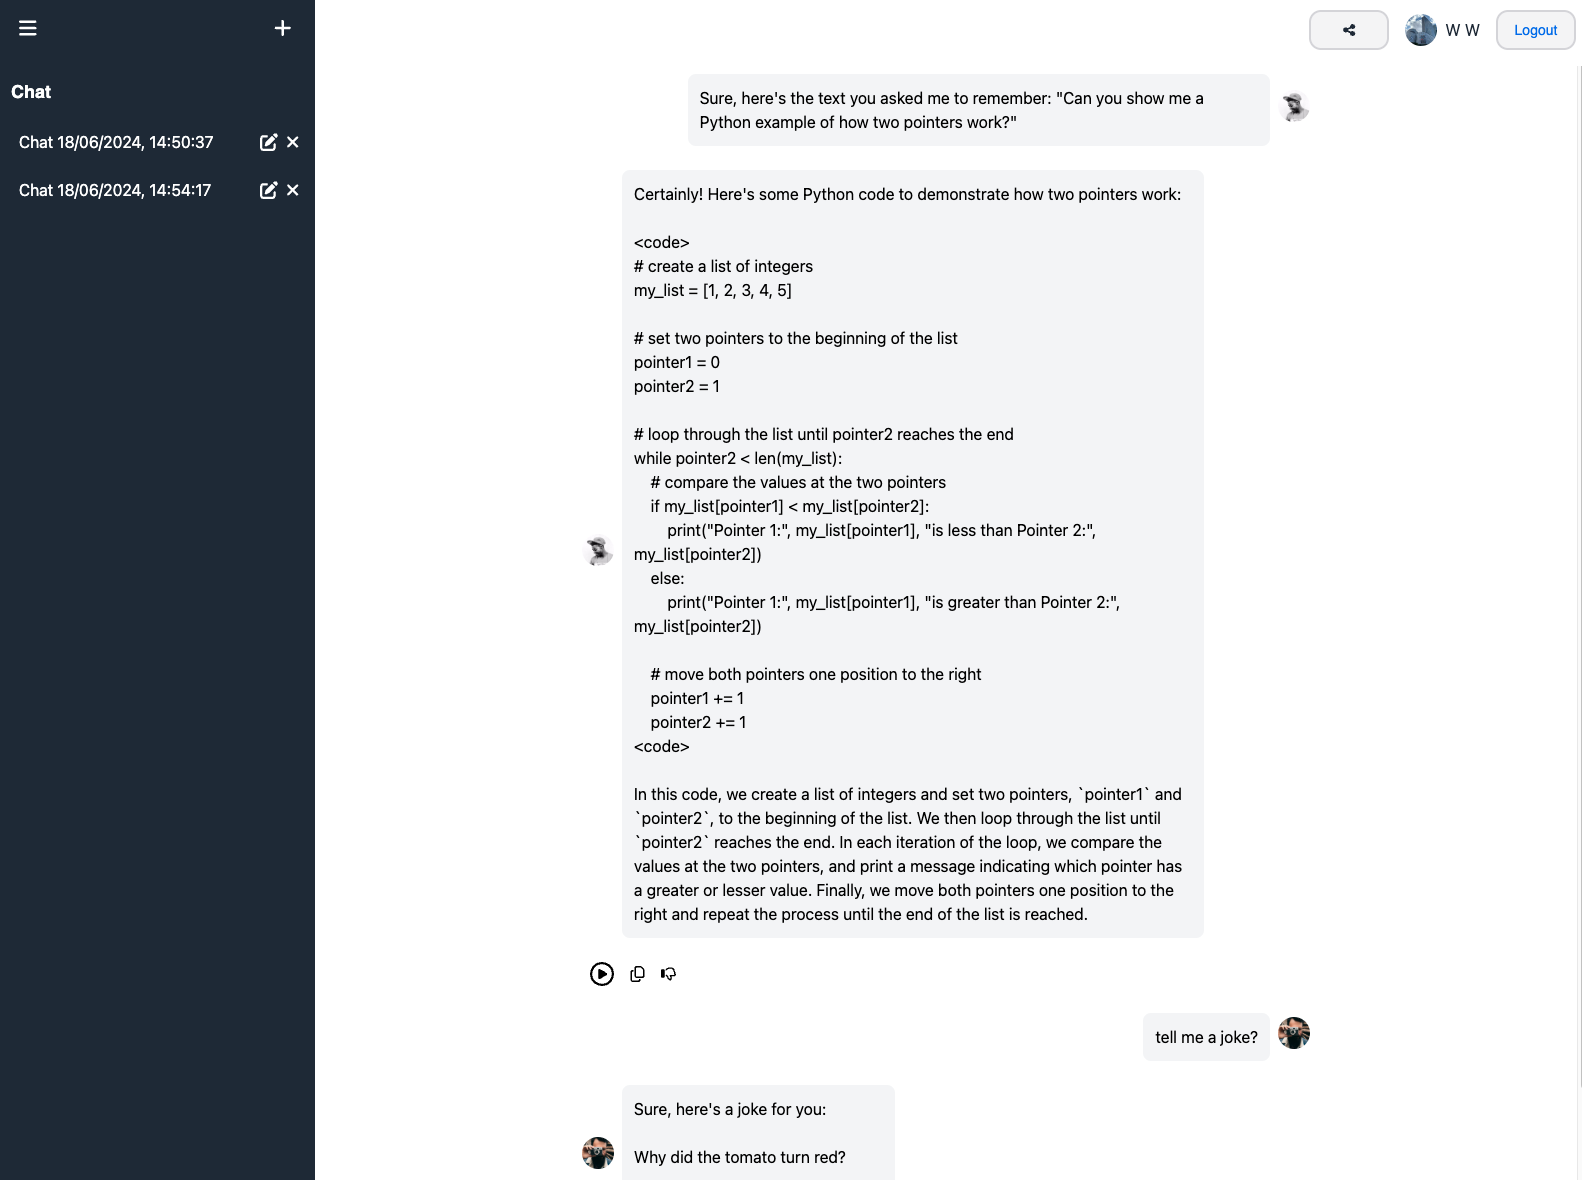 W W
Logout
Chat
Chat 18/06/2024, 14:50:37
Chat 18/06/2024, 14:54:17
Sure, here's the text you asked me to remember: "Can you show me a
Python example of how two pointers work?"
Certainly! Here's some Python code to demonstrate how two pointers work:
<code>
# create a list of integers
my_list = [1, 2, 3, 4, 5]
# set two pointers to the beginning of the list
pointer1 = 0
pointer2 = 1
# loop through the list until pointer2 reaches the end
while pointer2 < len(my_list):
    # compare the values at the two pointers
    if my_list[pointer1] < my_list[pointer2]:
        print("Pointer 1:", my_list[pointer1], "is less than Pointer 2:",
my_list[pointer2])
    else:
        print("Pointer 1:", my_list[pointer1], "is greater than Pointer 2:",
my_list[pointer2])
    # move both pointers one position to the right
    pointer1 += 1
    pointer2 += 1
<code>
In this code, we create a list of integers and set two pointers, `pointer1` and
`pointer2`, to the beginning of the list. We then loop through the list until
`pointer2` reaches the end. In each iteration of the loop, we compare the
values at the two pointers, and print a message indicating which pointer has
a greater or lesser value. Finally, we move both pointers one position to the
right and repeat the process until the end of the list is reached.
tell me a joke?
Sure, here's a joke for you:
Why did the tomato turn red?